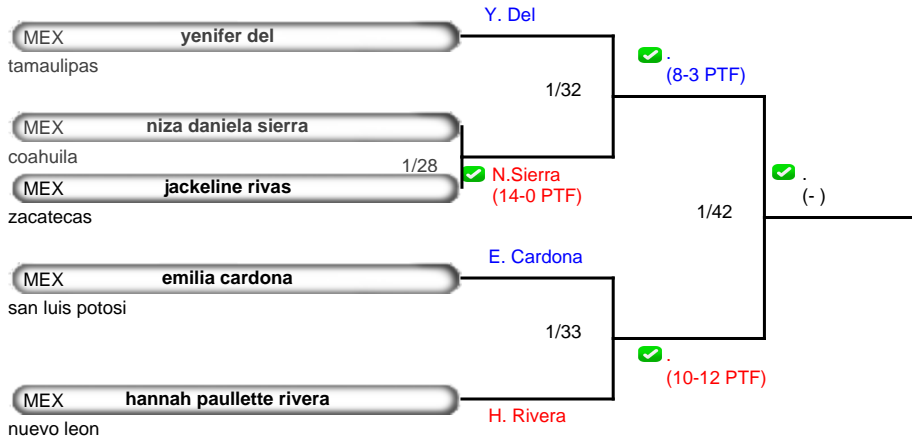 Y. Del
MEX yenifer del
tamaulipas
.
(8-3 PTF)
1/32
MEX niza daniela sierra
coahuila
1/28
N.Sierra
(14-0 PTF)
MEX jackeline rivas
zacatecas
.
(- )
1/42
E. Cardona
MEX emilia cardona
san luis potosi
1/33
.
(10-12 PTF)
MEX hannah paullette rivera
nuevo leon
H. Rivera